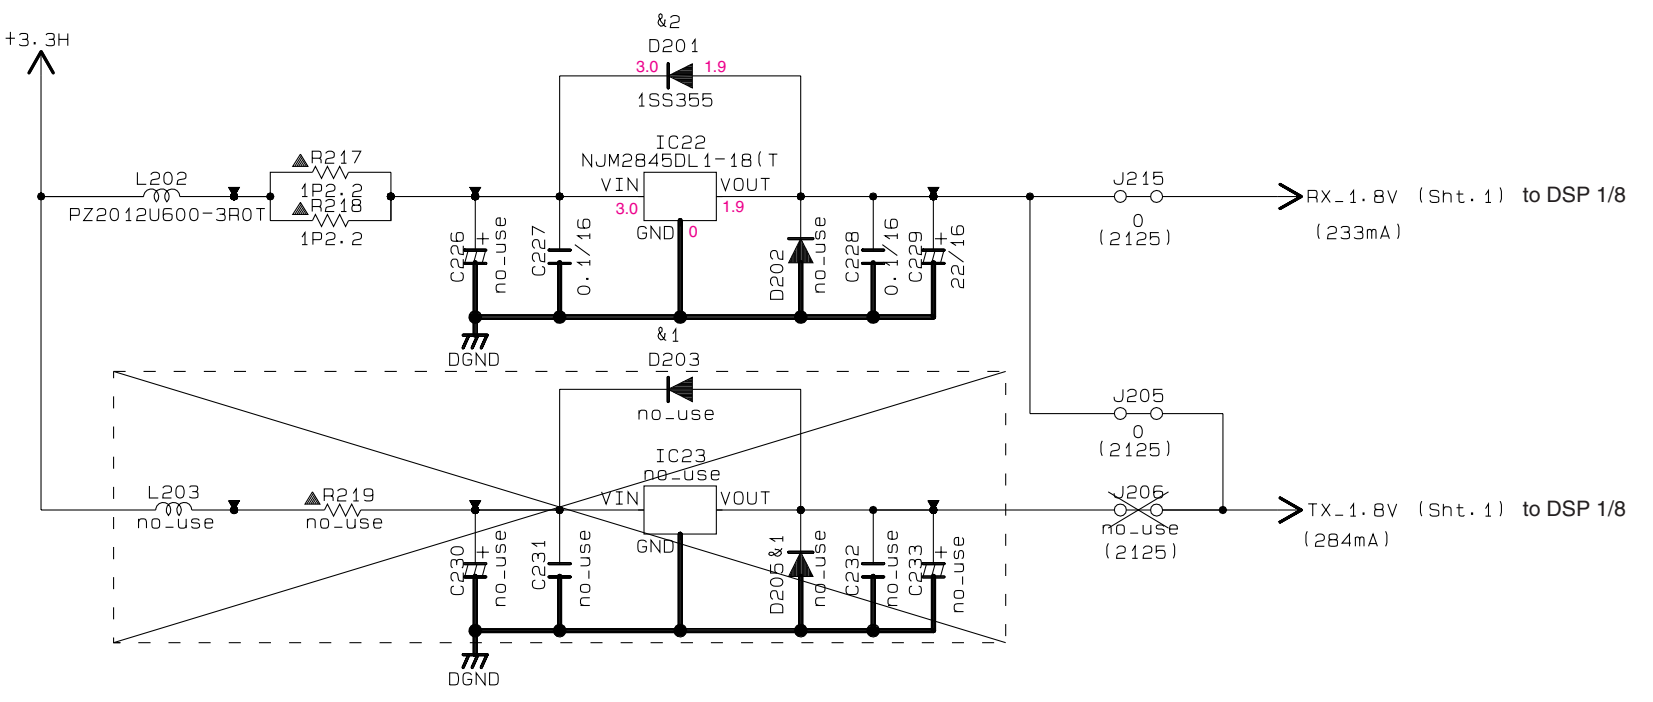 &2
+3.3H
D201
3.0
1.9
1SS355
IC22
NJM2845DL1-18(T
L202
PZ2012U600-3R0T
R217
1P2.2
R218
1P2.2
VIN
VOUT
3.0
1.9
GND
0
C226
+
no_use
C227
0.1/16
D202
no_use
C228
0.1/16
C229
+
22/16
DGND
J215
0
(2125)
RX_1.8V (Sht.1) to DSP 1/8
(233mA)
&1
D203
no_use
J205
0
(2125)
IC23
no_use
L203
no_use
R219
no_use
VIN
VOUT
GND
C230
+
no_use
C231
no_use
D205&1
no_use
C232
no_use
C233
+
no_use
DGND
J206
no_use
(2125)
TX_1.8V (Sht.1) to DSP 1/8
(284mA)